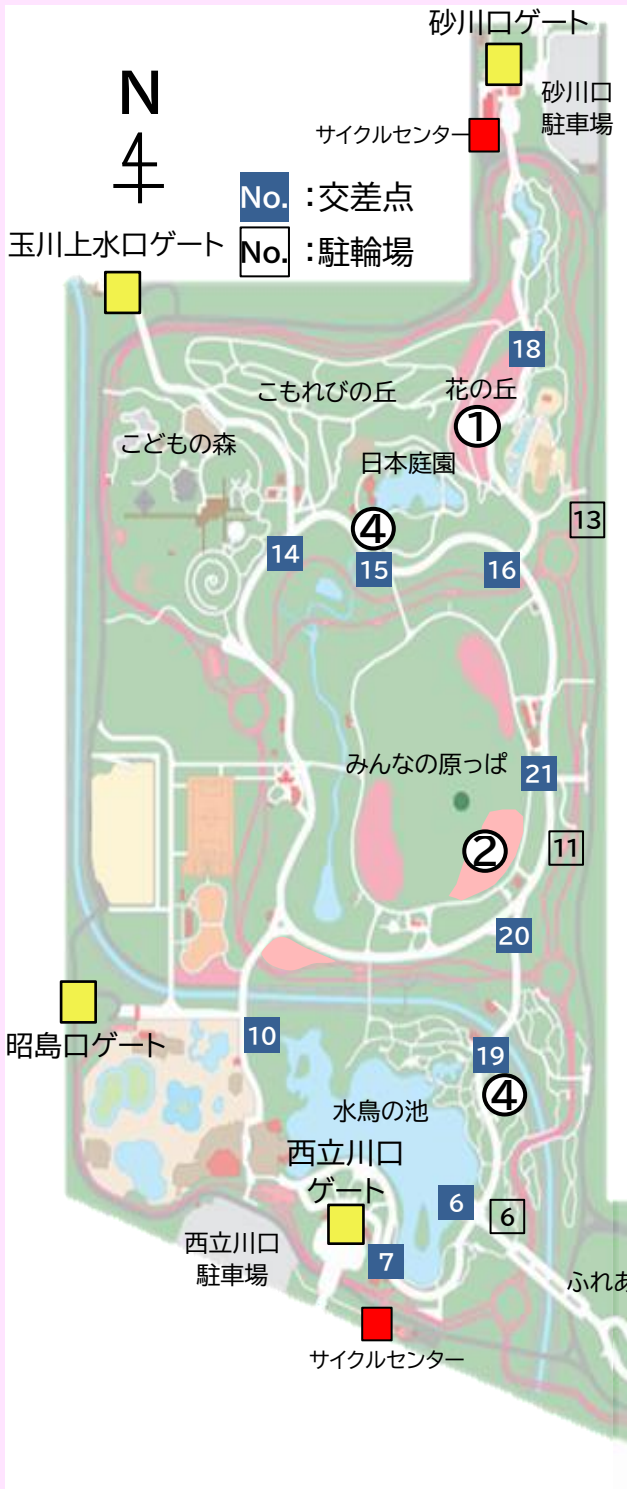 砂川口ゲート
N
砂川口
駐車場
サイクルセンター
No. :交差点
玉川上水口ゲート
No. :駐輪場
18
こもれびの丘
花の丘
①
こどもの森
日本庭園
13
④
14
15
16
みんなの原っぱ
21
②
11
20
昭島口ゲート
10
19
④
水鳥の池
西立川口
ゲート
6
6
西立川口
駐車場
7
ふれあ
サイクルセンター